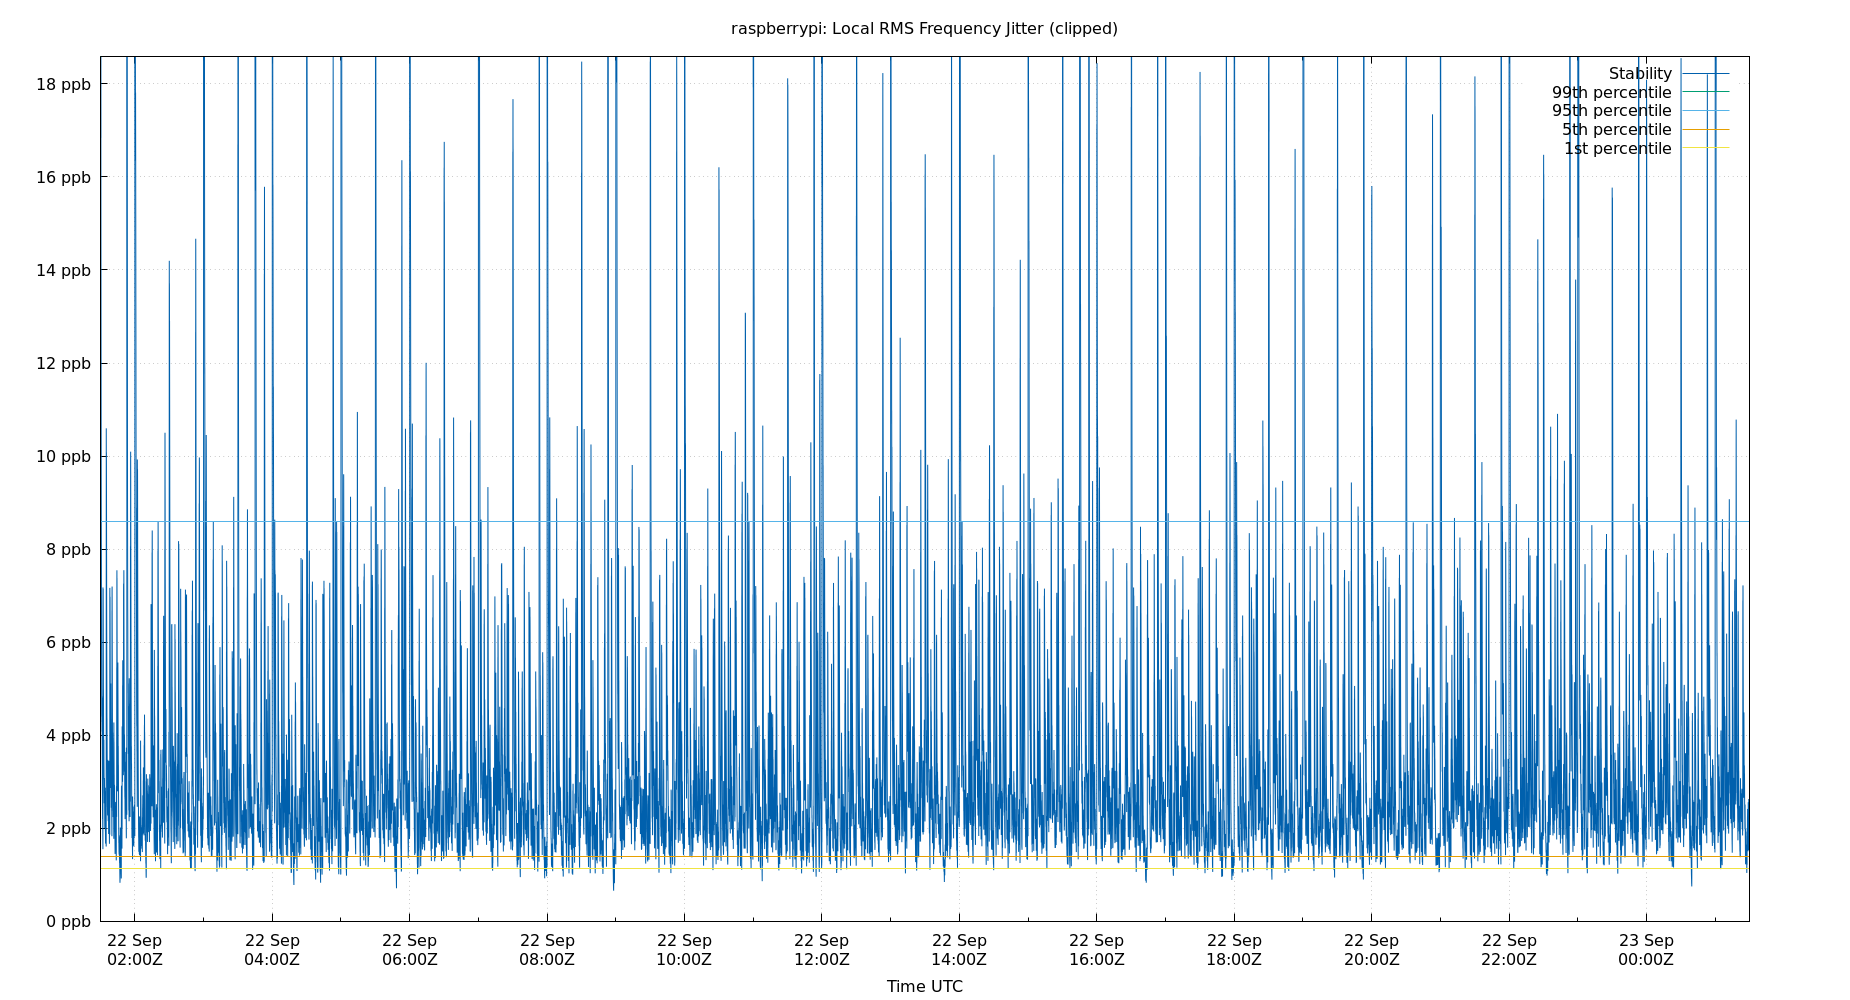 raspberrypi: Local RMS Frequency Jitter (clipped)
Stability
99th percentile
95th percentile
5th percentile
1st percentile
18 ppb
16 ppb
14 ppb
12 ppb
10 ppb
8 ppb
6 ppb
4 ppb
2 ppb
0 ppb
22 Sep 22 Sep 22 Sep 22 Sep 22 Sep 22 Sep 22 Sep 22 Sep 22 Sep 22 Sep 22 Sep 23 Sep
02:00Z 04:00Z 06:00Z 08:00Z 10:00Z 12:00Z 14:00Z 16:00Z 18:00Z 20:00Z 22:00Z 00:00Z
Time UTC